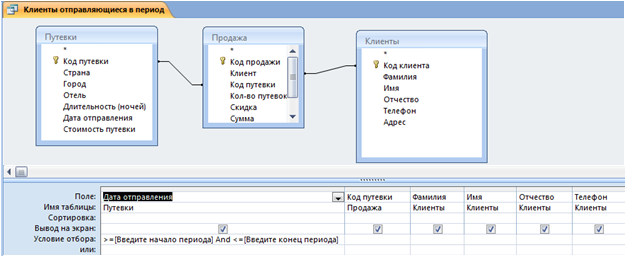 Клиенты отправляющиеся в период
Путевки
*
Код путевки
Страна
Город
Отель
Длительность (ночей)
Дата отправления
Стоимость путевки
Продажа
*
Код продажи
Клиент
Код путевки
Кол-во путевок
Скидка
Сумма
Клиенты
*
Код клиента
Фамилия
Имя
Отчество
Телефон
Адрес
Поле: Дата отправления Код путевки Фамилия Имя Отчество Телефон
Имя таблицы: Путевки Продажа Клиенты Клиенты Клиенты Клиенты
Сортировка:
Вывод на экран:
Условие отбора: >=[Введите начало периода] And <=[Введите конец периода]
или: